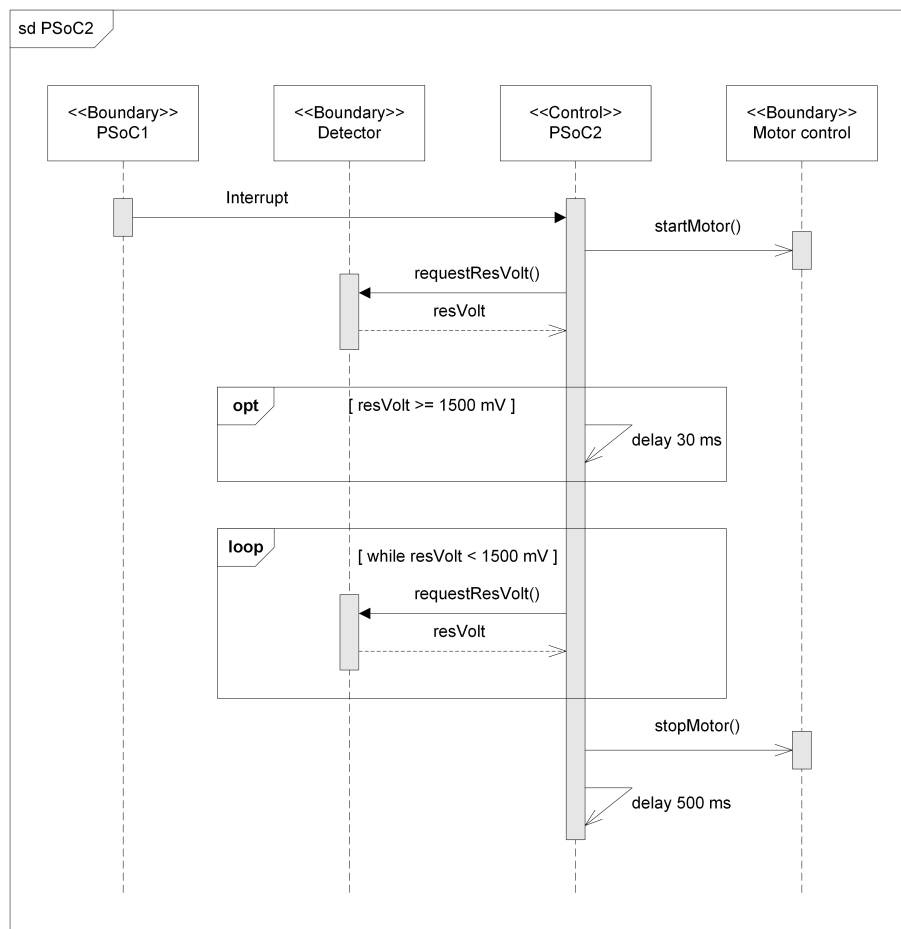 sd PSoC2
<<Boundary>>
PSoC1
<<Boundary>>
Detector
<<Control>>
PSoC2
<<Boundary>>
Motor control
Interrupt
startMotor()
requestResVolt()
resVolt
opt
[ resVolt >= 1500 mV ]
delay 30 ms
loop
[ while resVolt < 1500 mV ]
requestResVolt()
resVolt
stopMotor()
delay 500 ms